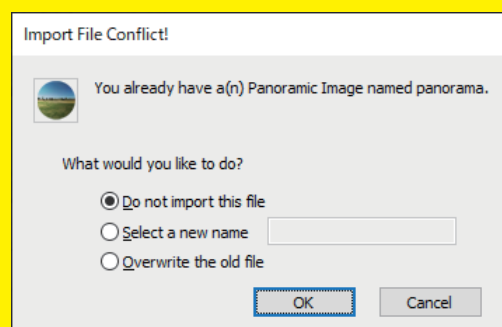 Import File Conflict!
You already have a(n) Panoramic Image named panorama.
What would you like to do?
Do not import this file
Select a new name
Overwrite the old file
OK Cancel